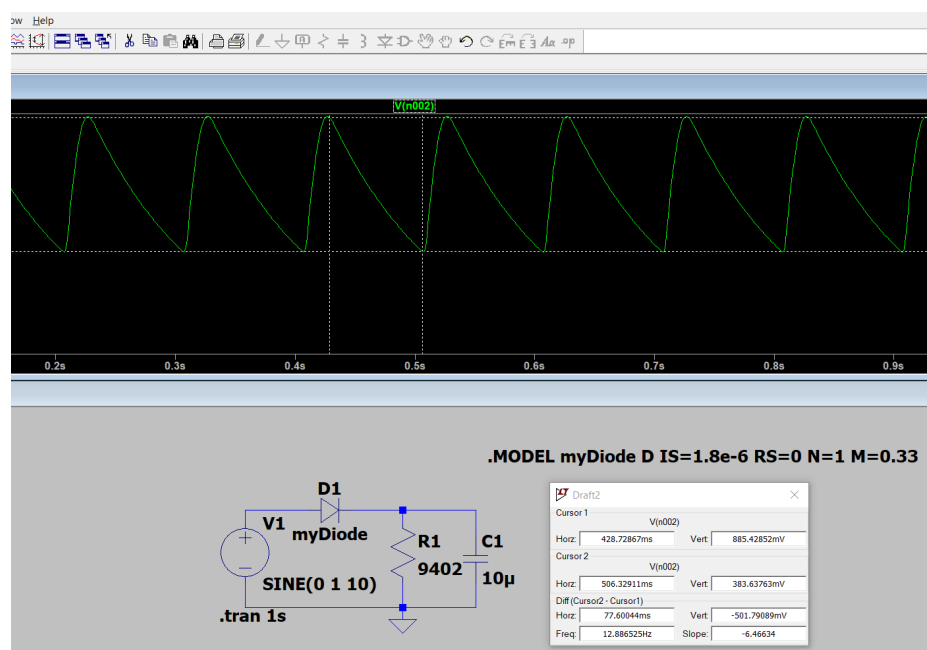 ow Help
V(n002)
0.2s 0.3s 0.4s 0.5s 0.6s 0.7s 0.8s 0.9s
.MODEL myDiode D IS=1.8e-6 RS=0 N=1 M=0.33
D1
V1 myDiode
R1 C1
9402
10µ
SINE(0 1 10)
.tran 1s
Draft2
Cursor 1
V(n002)
Horz: 428.72867ms Vert: 885.42852mV
Cursor 2
V(n002)
Horz: 506.32911ms Vert: 383.63763mV
Diff (Cursor2 - Cursor1)
Horz: 77.60044ms Vert: -501.79089mV
Freq: 12.886525Hz Slope: -6.46634